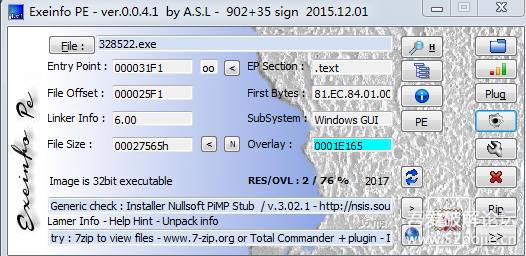 Exeinfo PE - ver.0.0.4.1 by A.S.L - 902+35 sign 2015.12.01
File : 328522.exe H
Entry Point : 000031F1 oo < EP Section : .text
File Offset : 000025F1 First Bytes : 81.EC.84.01.00 Plug
Linker Info : 6.00 SubSystem : Windows GUI PE
File Size : 00027565h < N Overlay : 0001E165
Image is 32bit executable RES/OVL : 2 / 76 % 2017
Exeinfo Pe
Generic check : Installer Nullsoft PiMP Stub / v.3.02.1 - http://nsis.sou
Lamer Info - Help Hint - Unpack info Rip
try : 7zip to view files - www.7-zip.org or Total Commander + plugin - I >>